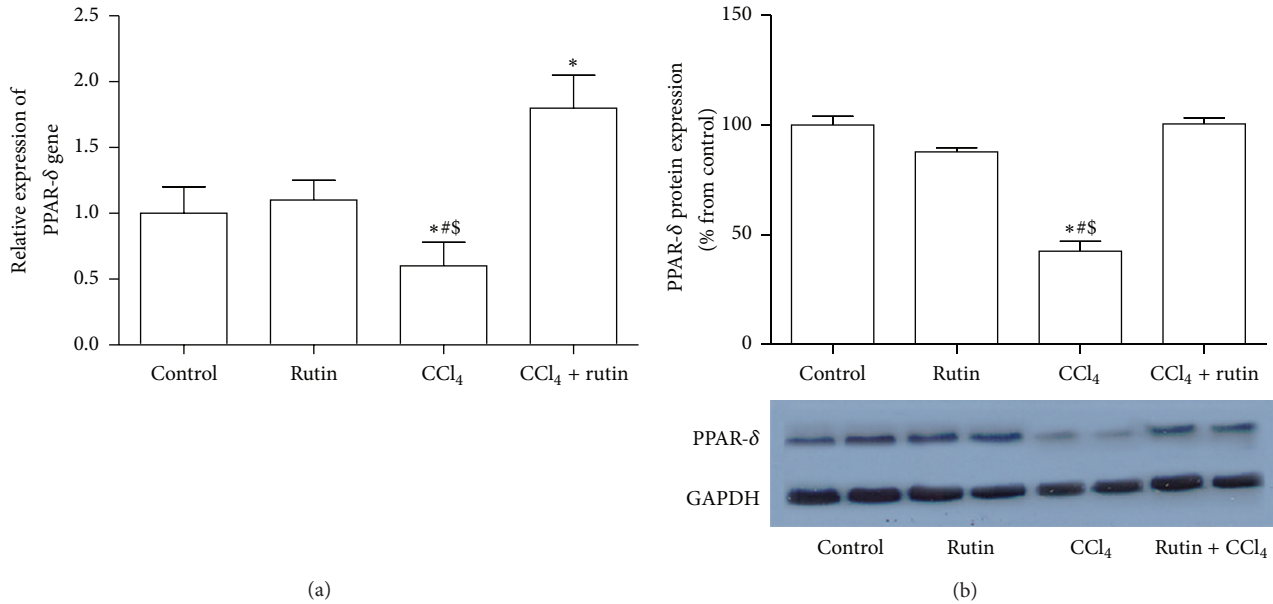 2.5
2.0
1.5
1.0
0.5
0.0
Relative expression of
PPAR-δ gene
*
*#$
Control Rutin CCl₄ CCl₄ + rutin
(a)
150
100
50
0
PPAR-δ protein expression
(% from control)
*#$
Control Rutin CCl₄ CCl₄ + rutin
PPAR-δ
GAPDH
Control Rutin CCl₄ Rutin + CCl₄
(b)